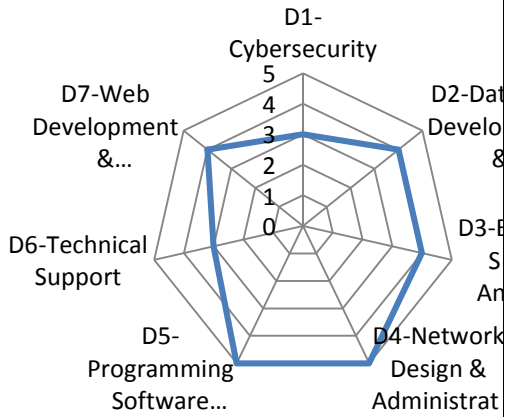 D1-
Cybersecurity
5
4
3
2
1
0
D2-Dat
Develo
&
D3-E
S
An
D4-Network
Design &
Administrat
D5-
Programming
Software...
D6-Technical
Support
D7-Web
Development
&...